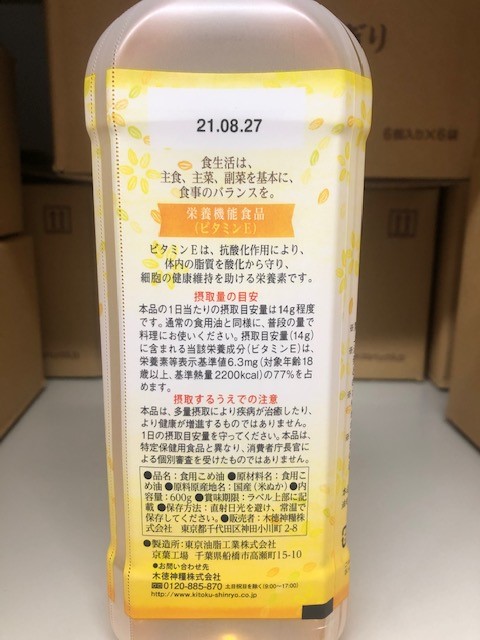 ぎり
6個入り×6袋
21.08.27
食生活は、
主食、主菜、副菜を基本に、
食事のバランスを。
栄養機能食品
(ビタミンE)
ビタミンEは、抗酸化作用により、
体内の脂質を酸化から守り、
細胞の健康維持を助ける栄養素です。
摂取量の目安
本品の1日当たりの摂取目安量は14g程度
です。通常の食用油と同様に、普段の量で
料理にお使いください。摂取目安量(14g)
に含まれる当該栄養成分(ビタミンE)は、
栄養素等表示基準値6.3mg(対象年齢18
歳以上、基準熱量2200kcal)の77%を占
めます。
摂取するうえでの注意
本品は、多量摂取により疾病が治癒したり、
より健康が増進するものではありません。
1日の摂取目安量を守ってください。本品は、
特定保健用食品と異なり、消費者庁長官に
よる個別審査を受けたものではありません。
●品名:食用こめ油 ●原材料名:食用こ
め油 ●原料原産地名:国産(米ぬか) ●内
容量:600g ●賞味期限:ラベル上部に記
載 ●保存方法:直射日光を避け、常温で
保存してください。 ●販売者:木徳神糧株
式会社 東京都千代田区神田小川町2-8
●製造所:東京油脂工業株式会社
京葉工場 千葉県船橋市高瀬町15-10
●お問い合わせ先
木徳神糧株式会社
0120-885-870 土日祝日を除く(9:00〜17:00)
http://www.kitoku-shinryo.co.jp/